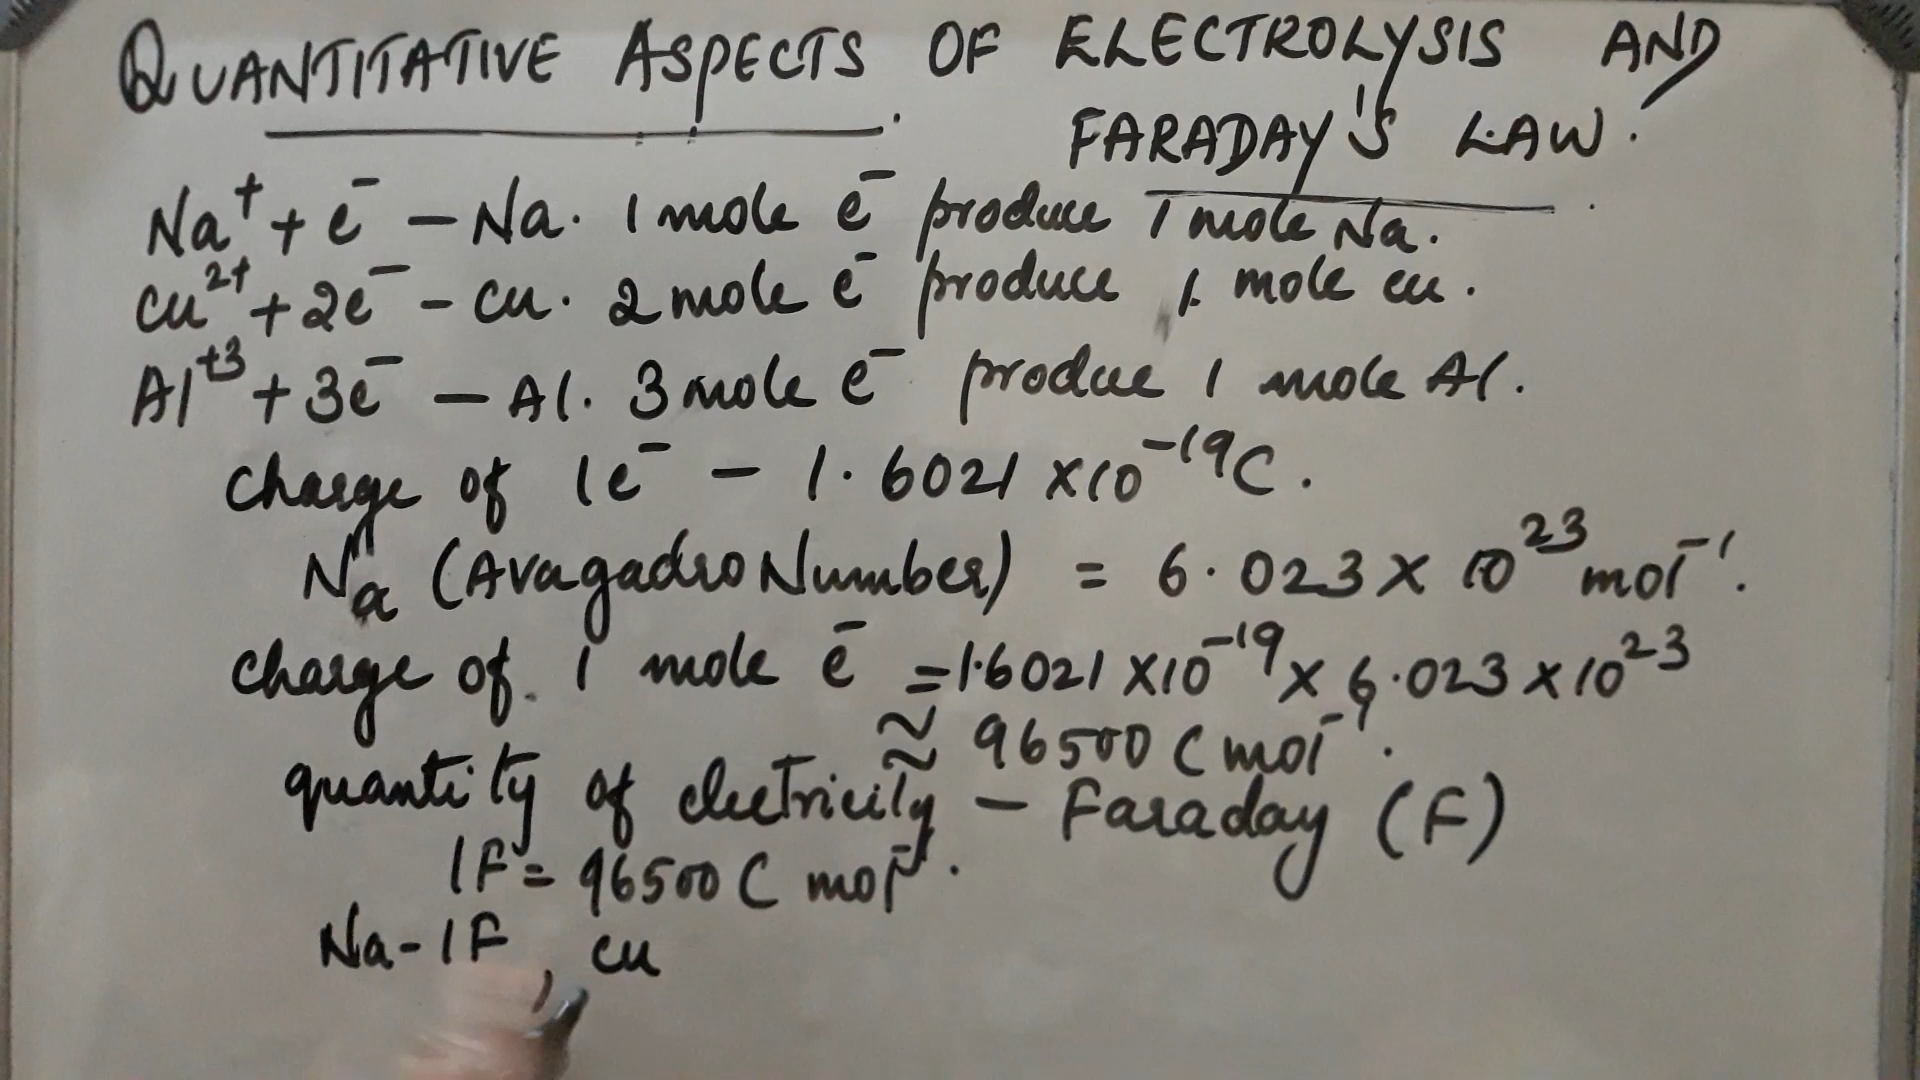 QUANTITATIVE ASPECTS OF ELECTROLYSIS AND
FARADAY'S LAW.
Na⁺ + e⁻ – Na. 1 mole e⁻ produce 1 mole Na.
Cu²⁺ + 2e⁻ – Cu. 2 mole e⁻ produce 1 mole Cu.
Al⁺³ + 3e⁻ – Al. 3 mole e⁻ produce 1 mole Al.
charge of 1e⁻ – 1.6021 ×10⁻¹⁹C.
Na (Avagadro Number) = 6.023 × 10²³ mol⁻¹.
charge of 1 mole e⁻ = 1.6021 ×10⁻¹⁹ × 6.023 × 10²³
≈ 96500 C mol⁻¹.
quantity of electricity – Faraday (F)
1F = 96500 C mol⁻¹.
Na - 1F, Cu